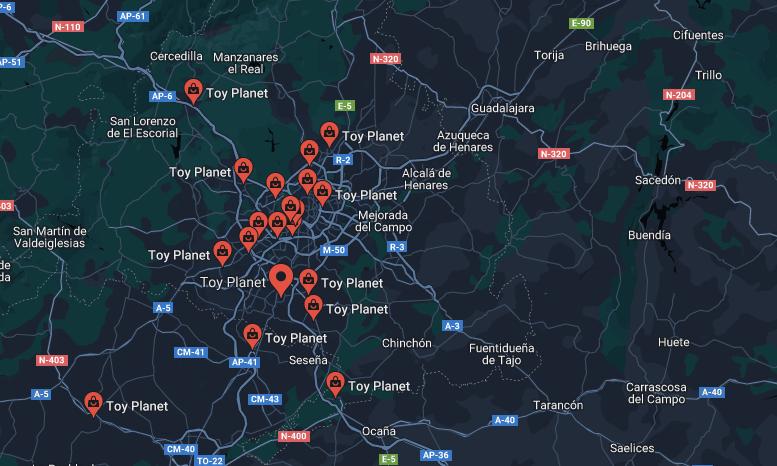 P-6
AP-61
N-110
E-90
Cifuentes
Brihuega
Torija
Cercedilla
Manzanares
el Real
N-320
AP-51
Trillo
Toy Planet
AP-6
N-204
E-5
Guadalajara
San Lorenzo
de El Escorial
Toy Planet
Azuqueca
de Henares
R-2
N-320
Toy Planet
Alcalá de
Henares
Sacedón
N-320
Toy Planet
403
Mejorada
del Campo
San Martín de
Valdeiglesias
Buendía
M-50
R-3
Toy Planet
de
da
Toy Planet
Toy Planet
A-5
Toy Planet
A-3
Toy Planet
Chinchón
Huete
Fuentidueña
de Tajo
CM-41
N-403
AP-41
Seseña
Toy Planet
Carrascosa
del Campo
A-40
A-5
CM-43
Toy Planet
Tarancón
A-40
Ocaña
N-400
CM-40
Saelices
AP-36
E-5
TO-22